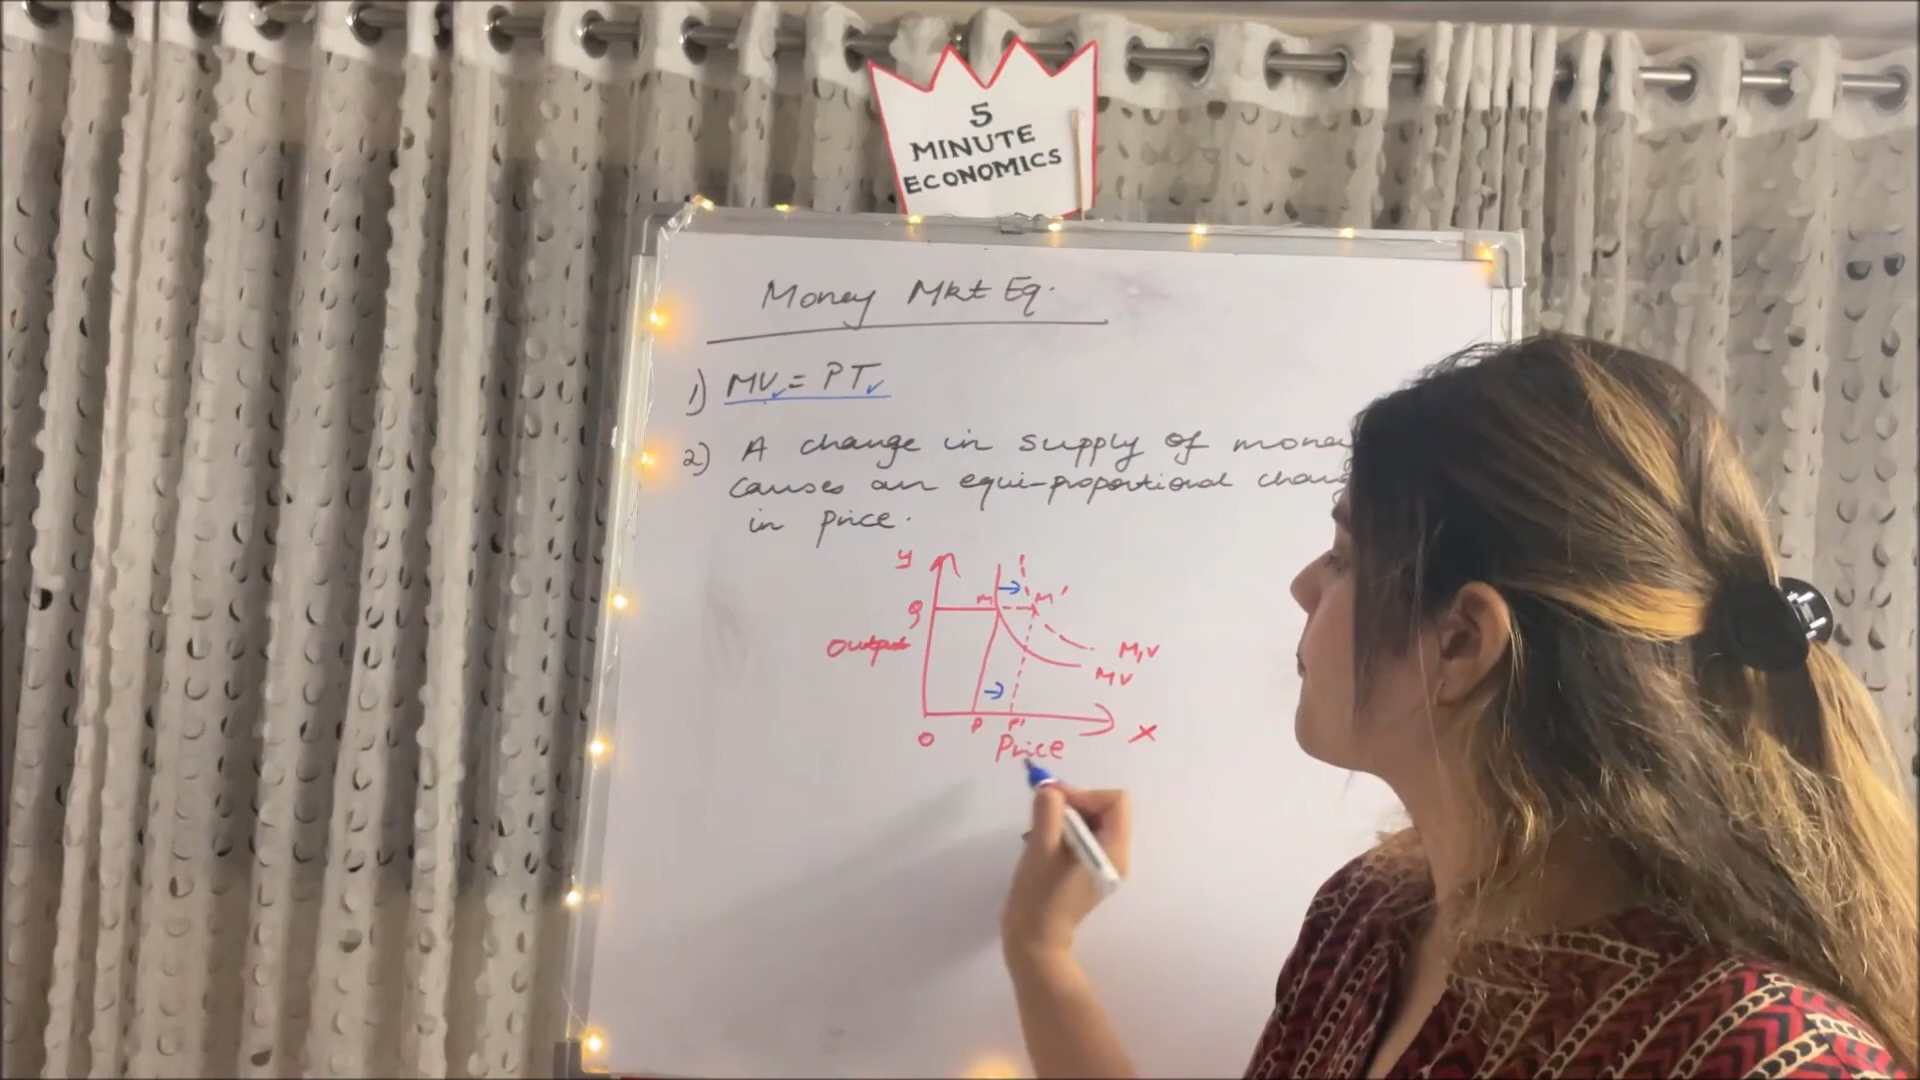 5
MINUTE
ECONOMICS
Money Mkt Eq.
1) MV = PT
2) A change in supply of money
causes an equi-proportional chang
in price.
y
Q
M
M'
Output
M,V
MV
P
P'
O
Price
X